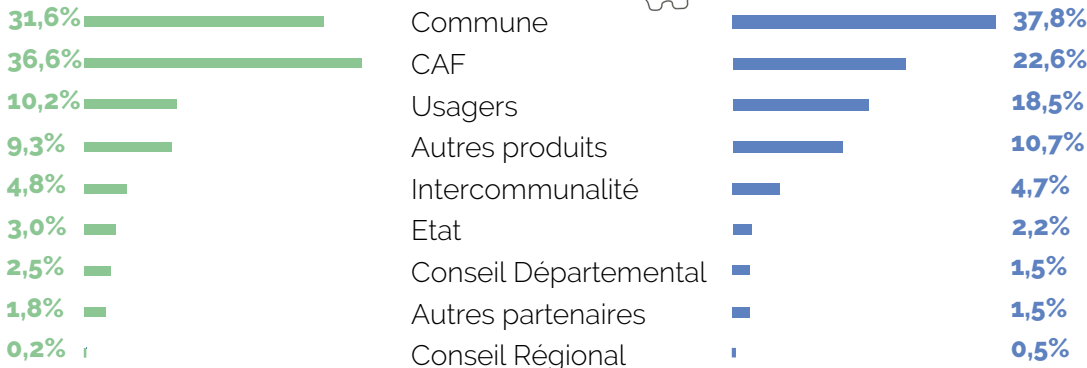 31,6% Commune 37,8%
36,6% CAF 22,6%
10,2% Usagers 18,5%
9,3% Autres produits 10,7%
4,8% Intercommunalité 4,7%
3,0% Etat 2,2%
2,5% Conseil Départemental 1,5%
1,8% Autres partenaires 1,5%
0,2% Conseil Régional 0,5%